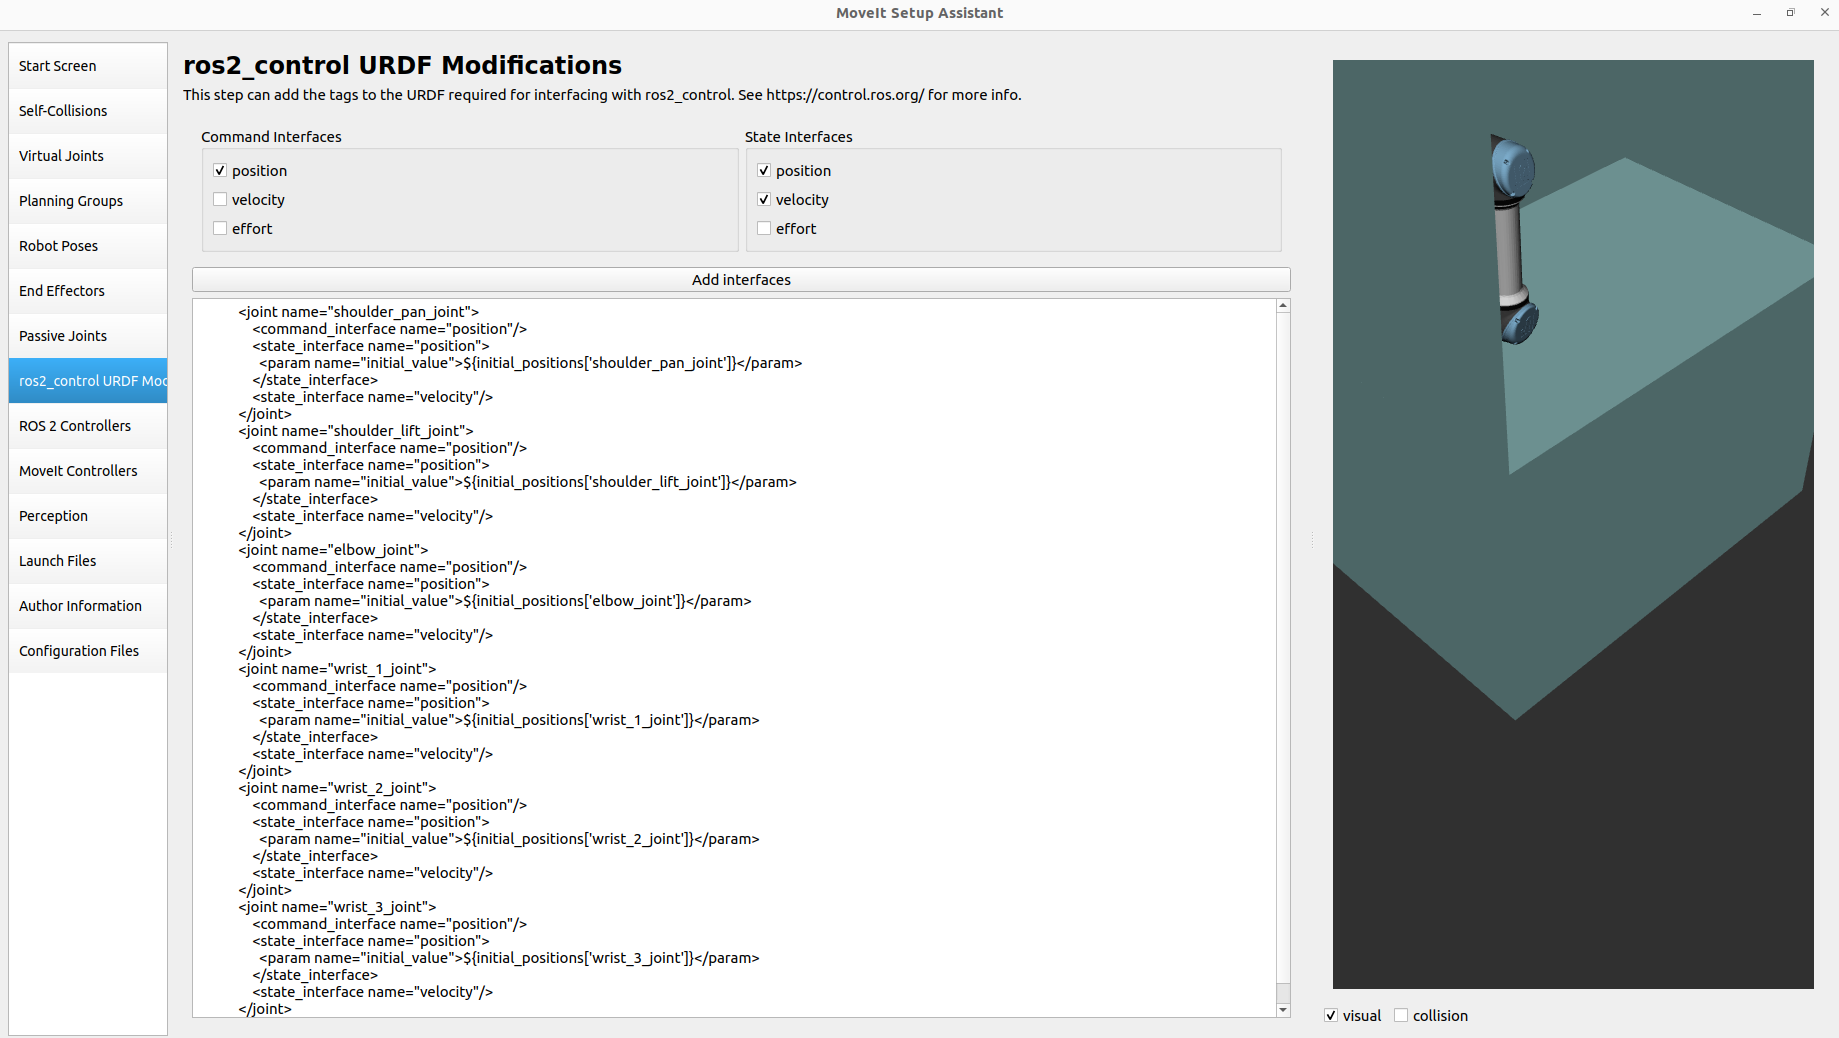 MoveIt Setup Assistant
Start Screen
Self-Collisions
Virtual Joints
Planning Groups
Robot Poses
End Effectors
Passive Joints
ros2_control URDF Mod
ROS 2 Controllers
MoveIt Controllers
Perception
Launch Files
Author Information
Configuration Files
ros2_control URDF Modifications
This step can add the tags to the URDF required for interfacing with ros2_control. See https://control.ros.org/ for more info.
Command Interfaces
position
velocity
effort
State Interfaces
position
velocity
effort
Add interfaces
<joint name="shoulder_pan_joint">
<command_interface name="position"/>
<state_interface name="position">
<param name="initial_value">${initial_positions['shoulder_pan_joint']}</param>
</state_interface>
<state_interface name="velocity"/>
</joint>
<joint name="shoulder_lift_joint">
<command_interface name="position"/>
<state_interface name="position">
<param name="initial_value">${initial_positions['shoulder_lift_joint']}</param>
</state_interface>
<state_interface name="velocity"/>
</joint>
<joint name="elbow_joint">
<command_interface name="position"/>
<state_interface name="position">
<param name="initial_value">${initial_positions['elbow_joint']}</param>
</state_interface>
<state_interface name="velocity"/>
</joint>
<joint name="wrist_1_joint">
<command_interface name="position"/>
<state_interface name="position">
<param name="initial_value">${initial_positions['wrist_1_joint']}</param>
</state_interface>
<state_interface name="velocity"/>
</joint>
<joint name="wrist_2_joint">
<command_interface name="position"/>
<state_interface name="position">
<param name="initial_value">${initial_positions['wrist_2_joint']}</param>
</state_interface>
<state_interface name="velocity"/>
</joint>
<joint name="wrist_3_joint">
<command_interface name="position"/>
<state_interface name="position">
<param name="initial_value">${initial_positions['wrist_3_joint']}</param>
</state_interface>
<state_interface name="velocity"/>
</joint>
visual
collision